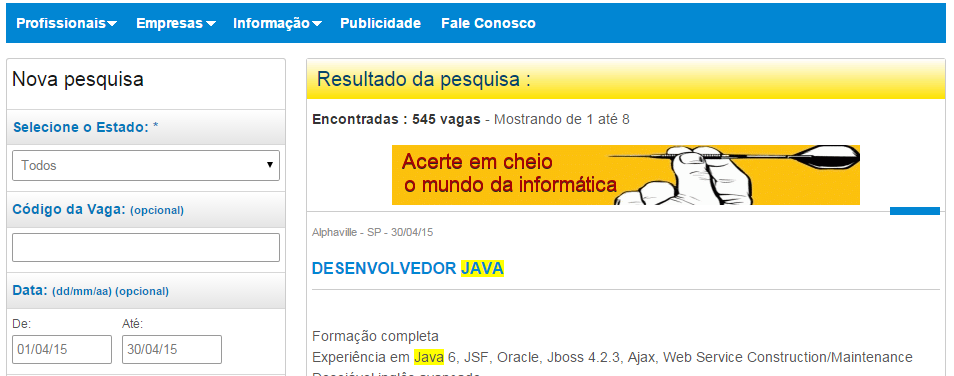 Profissionais Empresas Informação Publicidade Fale Conosco
Nova pesquisa
Selecione o Estado: *
Todos
Código da Vaga: (opcional)
Data: (dd/mm/aa) (opcional)
De: Até:
01/04/15 30/04/15
Resultado da pesquisa :
Encontradas : 545 vagas - Mostrando de 1 até 8
Acerte em cheio
o mundo da informática
Alphaville - SP - 30/04/15
DESENVOLVEDOR JAVA
Formação completa
Experiência em Java 6, JSF, Oracle, Jboss 4.2.3, Ajax, Web Service Construction/Maintenance